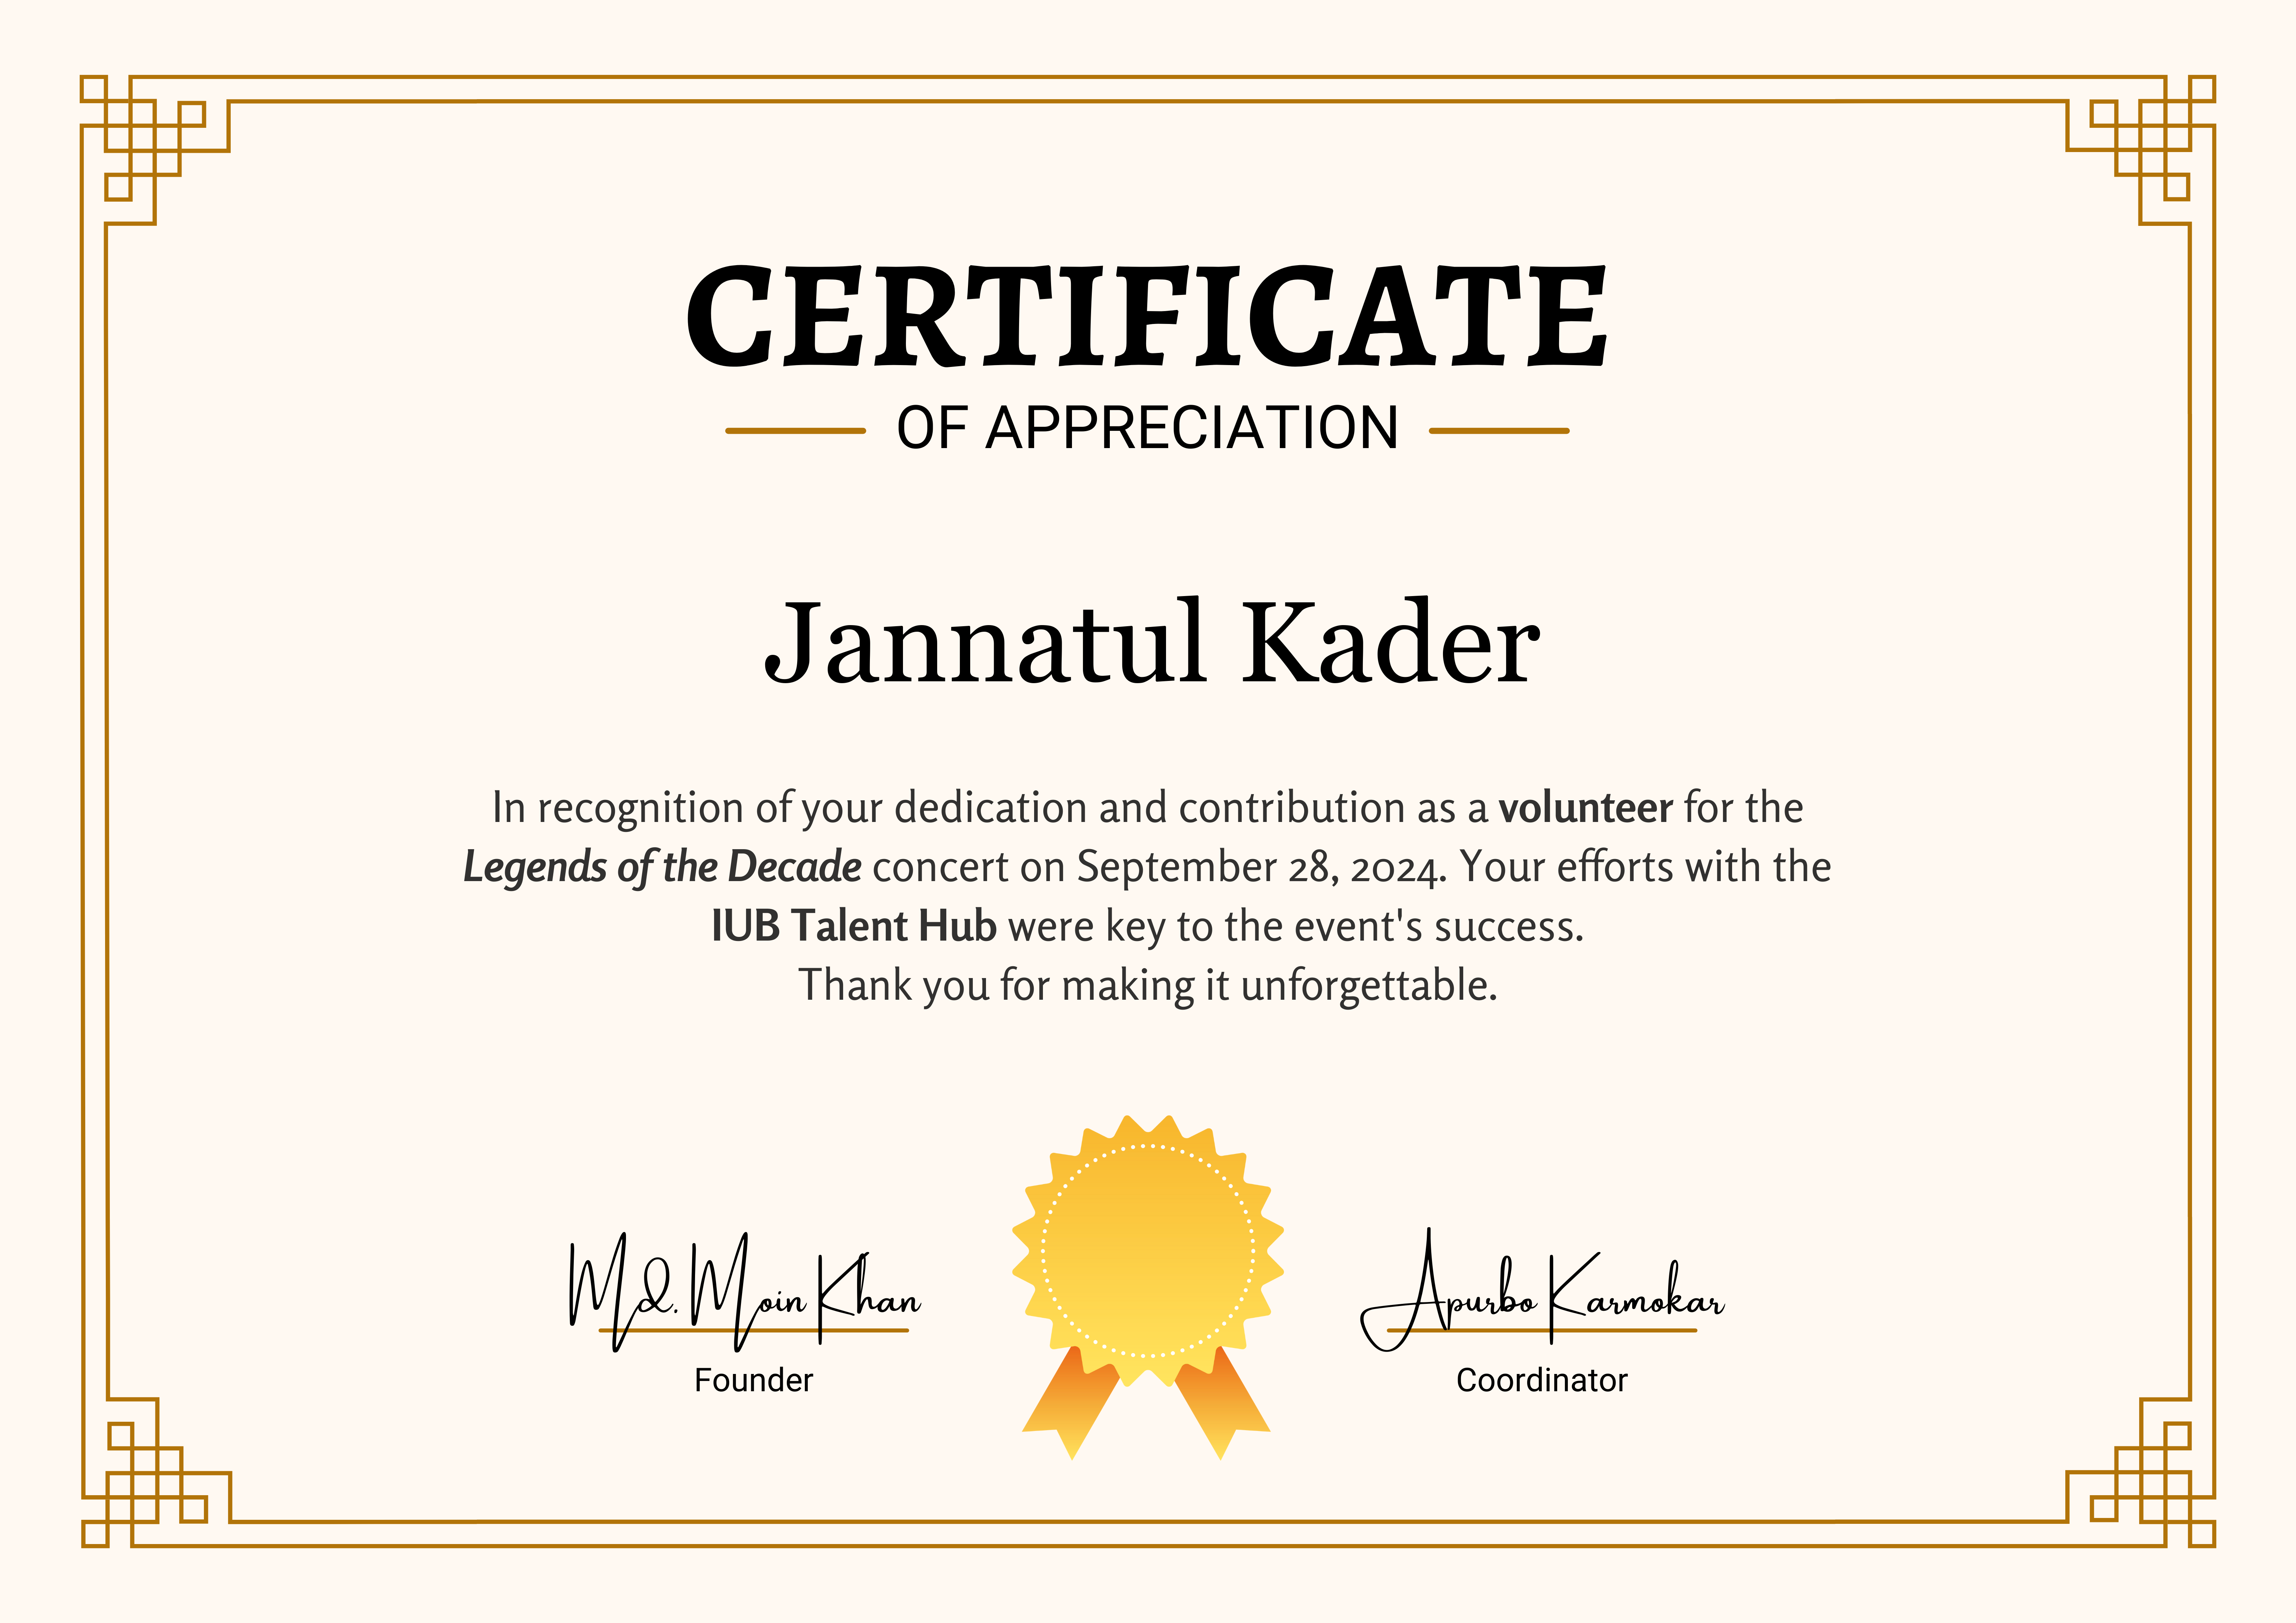 CERTIFICATE
OF APPRECIATION
Jannatul Kader
In recognition of your dedication and contribution as a volunteer for the
Legends of the Decade concert on September 28, 2024. Your efforts with the
IUB Talent Hub were key to the event's success.
Thank you for making it unforgettable.
Md. Moin Khan
Founder
Apurbo Karmokar
Coordinator